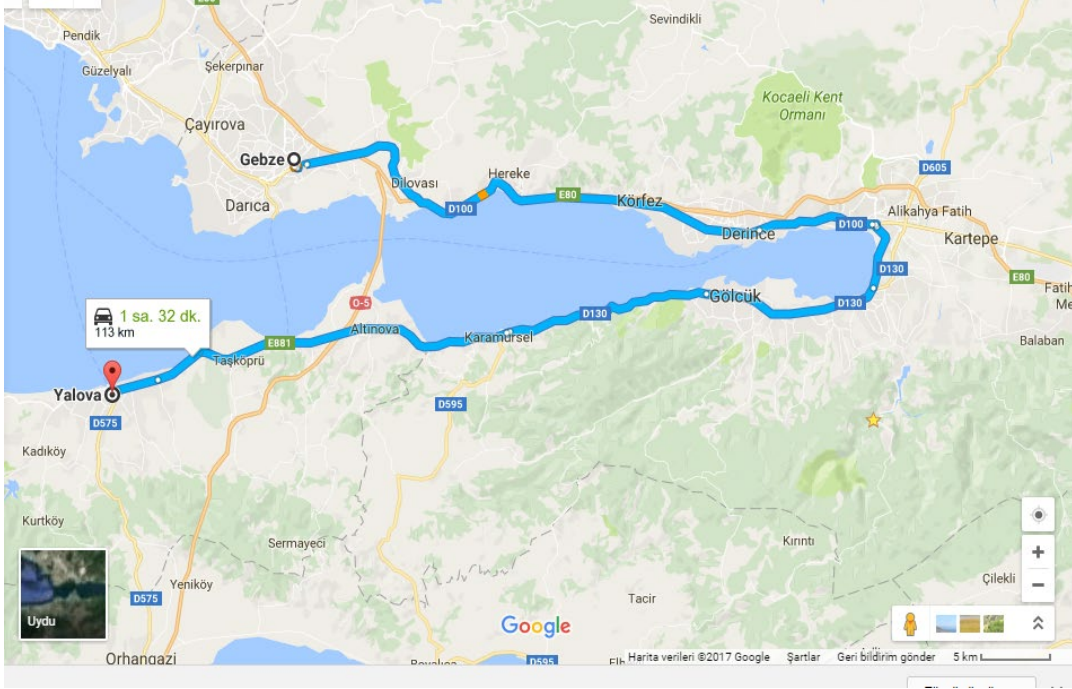 Pendik
Sevindikli
Güzelyalı
Şekerpınar
Kocaeli Kent
Ormanı
Çayırova
Gebze
D605
Dilovası
Hereke
E80
Körfez
Darıca
D100
Alikahya Fatih
Derince
D100
Kartepe
D130
E80
Fatih
Me
Gölcük
O-5
D130
D130
1 sa. 32 dk.
113 km
Altınova
Karamürsel
E881
Balaban
Taşköprü
Yalova
D595
D575
Kadıköy
Kurtköy
Sermayeci
Kırıntı
Yeniköy
Çilekli
D575
Tacir
Uydu
Google
Orhangazi
D595
Harita verileri ©2017 Google Şartlar Geri bildirim gönder 5 km